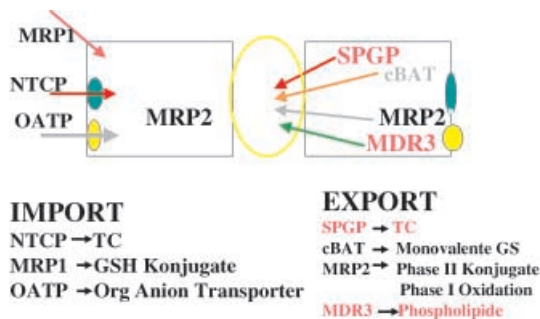 MRP1
NTCP
OATP
MRP2
SPGP
cBAT
MRP2
MDR3
IMPORT
NTCP → TC
MRP1 → GSH Konjugate
OATP → Org Anion Transporter
EXPORT
SPGP → TC
cBAT → Monovalente GS
MRP2 → Phase II Konjugate
Phase I Oxidation
MDR3 → Phospholipide